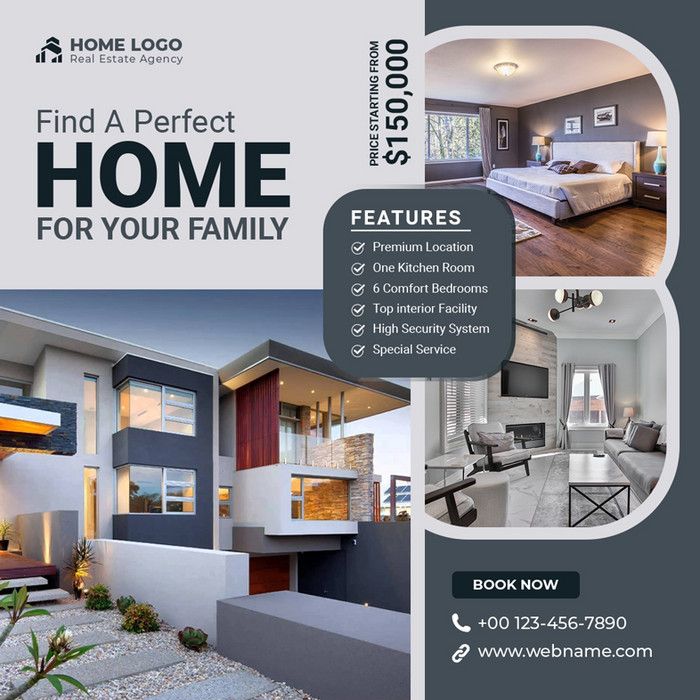 HOME LOGO
Real Estate Agency
PRICE STARTING FROM
$150,000
Find A Perfect
HOME
FOR YOUR FAMILY
FEATURES
Premium Location
One Kitchen Room
6 Comfort Bedrooms
Top interior Facility
High Security System
Special Service
BOOK NOW
+00 123-456-7890
www.webname.com